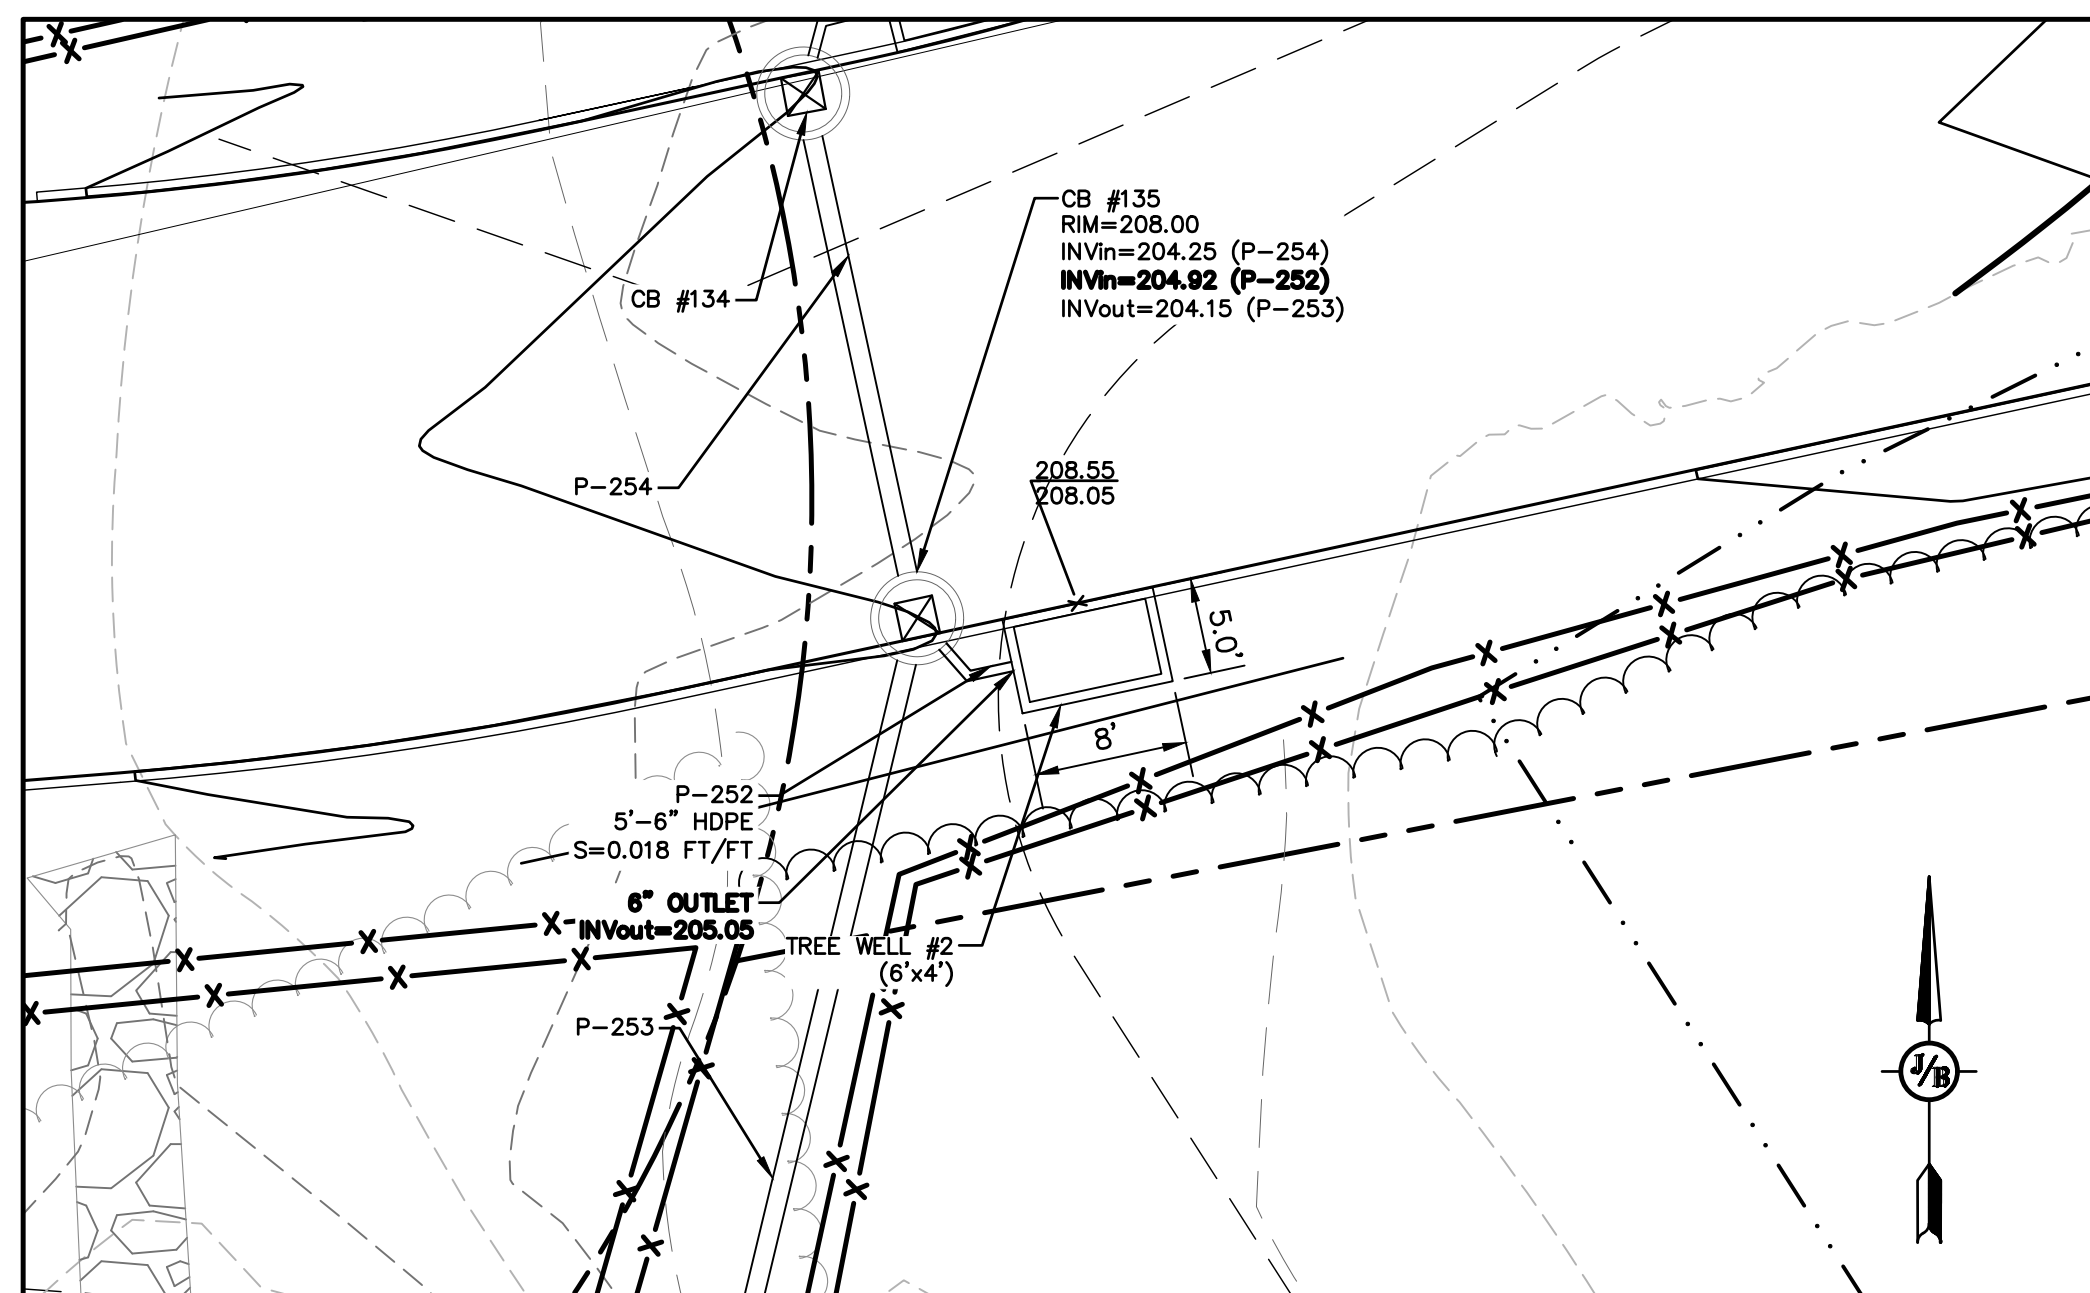 CB #135
RIM=208.00
INVin=204.25 (P-254)
INVin=204.92 (P-252)
INVout=204.15 (P-253)
CB #134
P-254
208.55
208.05
5.0'
8'
P-252
5'-6" HDPE
S=0.018 FT/FT
6" OUTLET
INVout=205.05
TREE WELL #2
(6'x4')
P-253
J/B